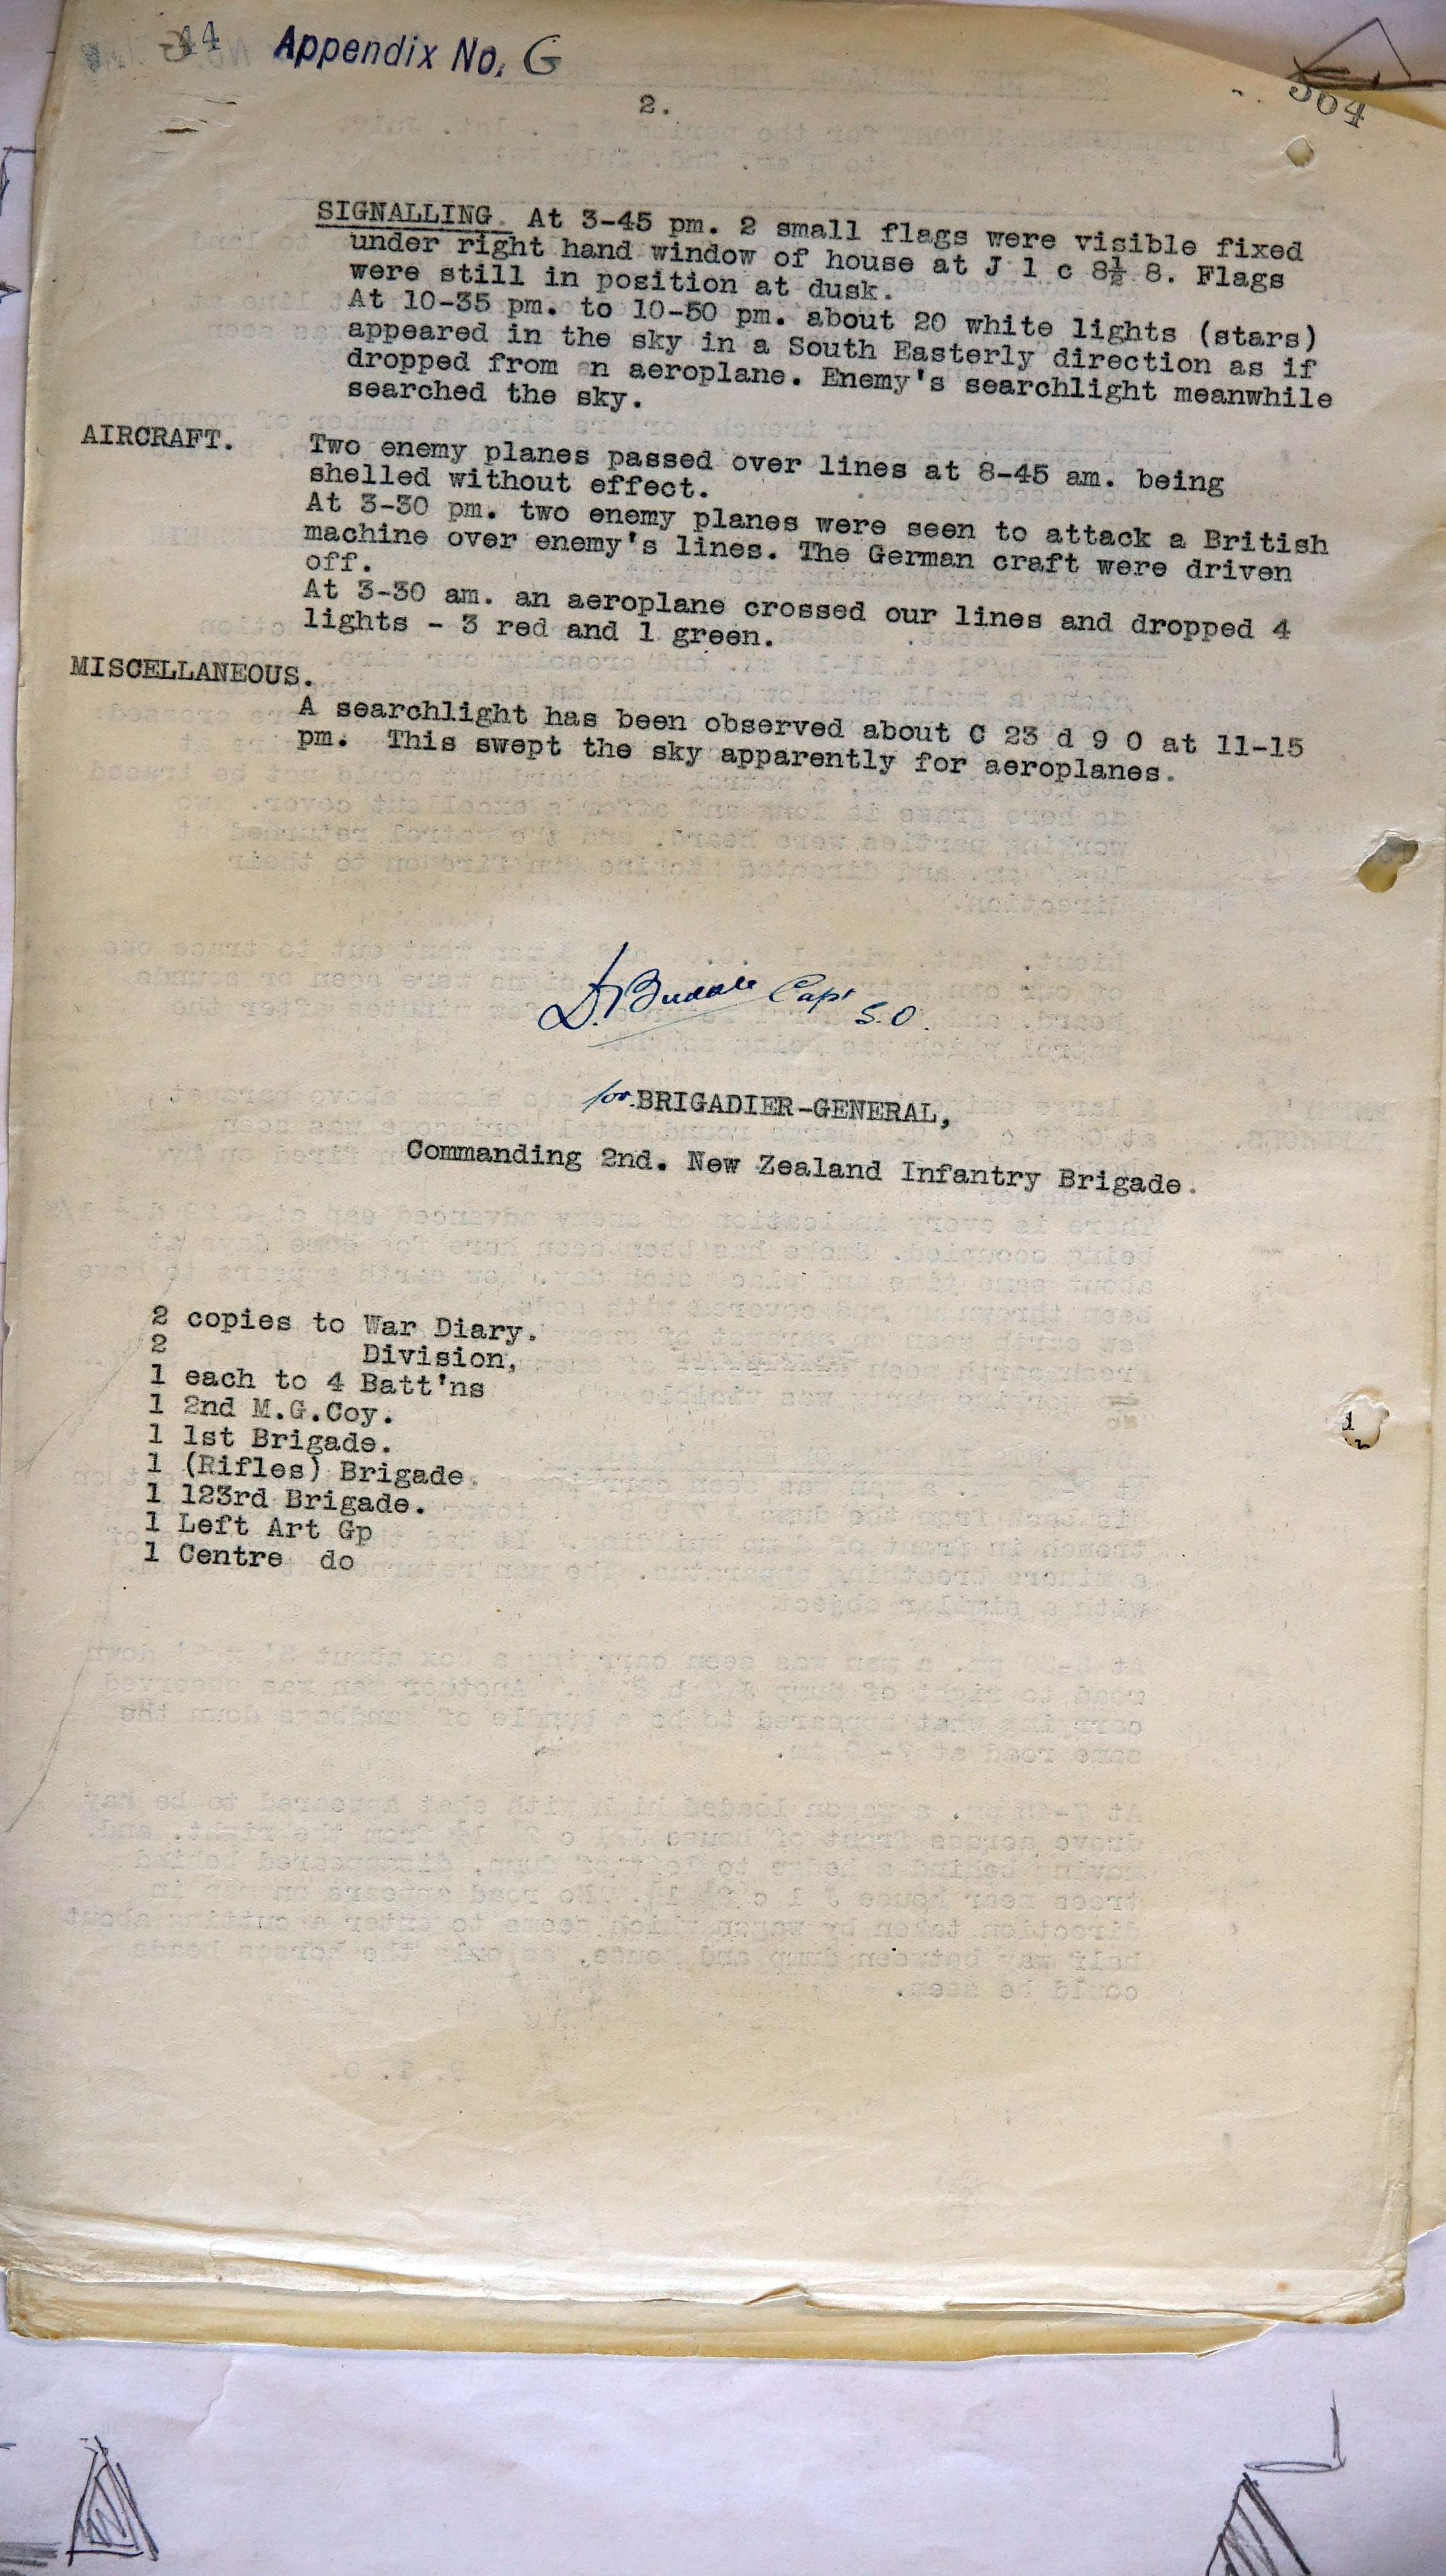 44 Appendix No. G
2.
304
SIGNALLING. At 3-45 pm. 2 small flags were visible fixed
under right hand window of house at J 1 c 8½ 8. Flags
were still in position at dusk.
At 10-35 pm. to 10-50 pm. about 20 white lights (stars)
appeared in the sky in a South Easterly direction as if
dropped from an aeroplane. Enemy's searchlight meanwhile
searched the sky.
AIRCRAFT. Two enemy planes passed over lines at 8-45 am. being
shelled without effect.
At 3-30 pm. two enemy planes were seen to attack a British
machine over enemy's lines. The German craft were driven
off.
At 3-30 am. an aeroplane crossed our lines and dropped 4
lights - 3 red and 1 green.
MISCELLANEOUS.
A searchlight has been observed about C 23 d 9 0 at 11-15
pm. This swept the sky apparently for aeroplanes.
Capt
S.O.
for BRIGADIER-GENERAL,
Commanding 2nd. New Zealand Infantry Brigade.
2 copies to War Diary.
2 Division,
1 each to 4 Batt'ns
1 2nd M.G.Coy.
1 1st Brigade.
1 (Rifles) Brigade.
1 123rd Brigade.
1 Left Art Gp
1 Centre do